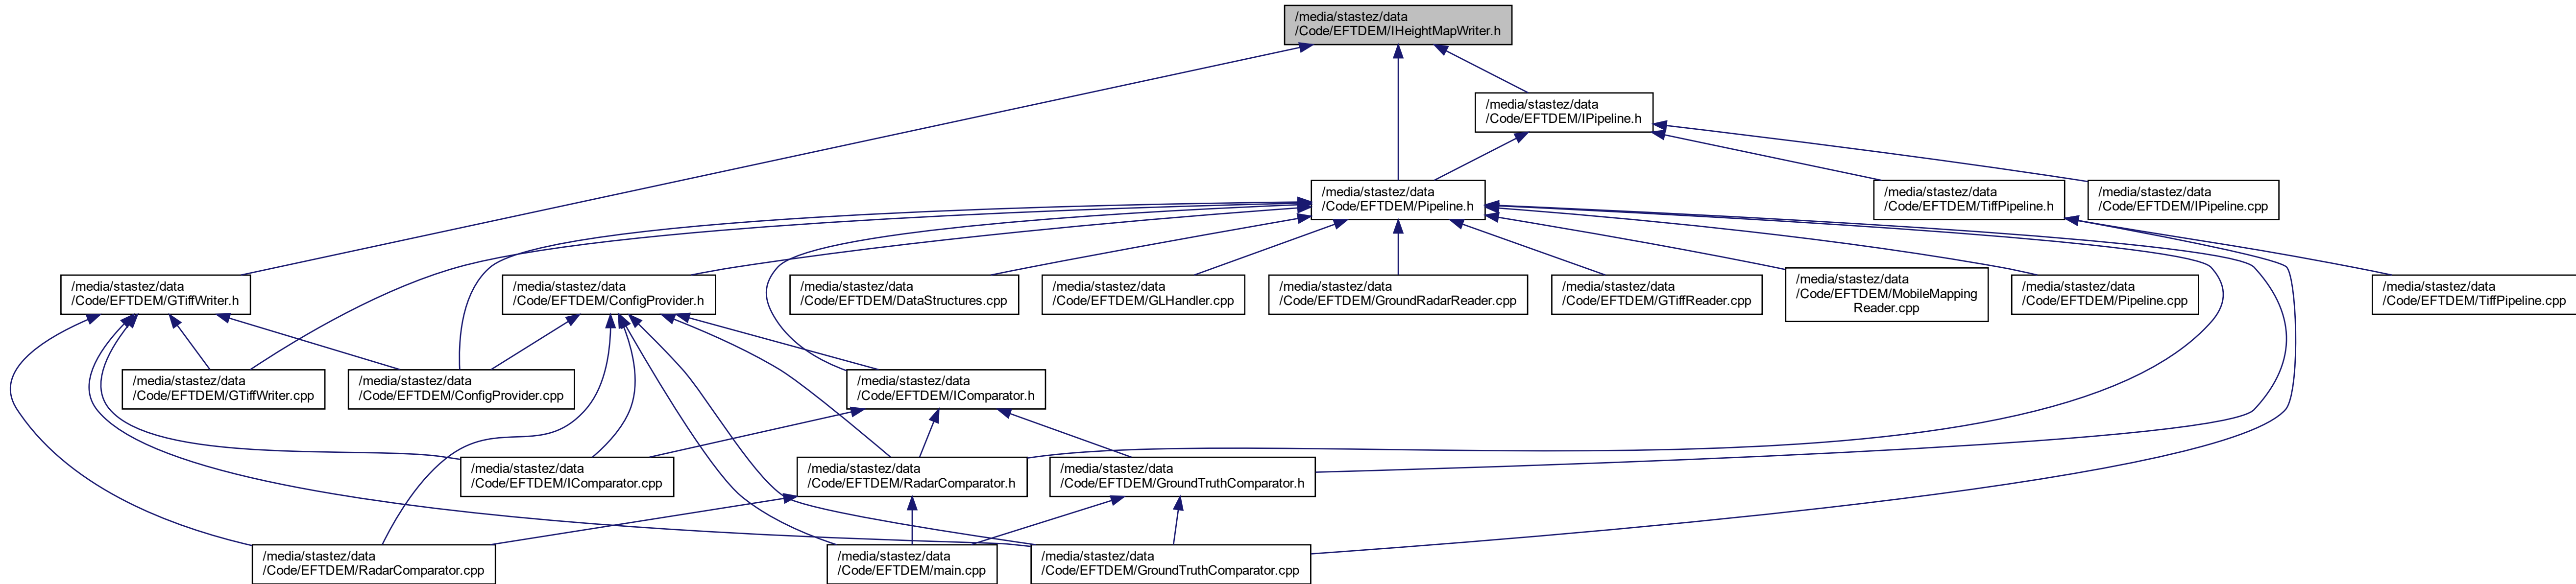 /media/stastez/data
/Code/EFTDEM/IHeightMapWriter.h
/media/stastez/data
/Code/EFTDEM/IPipeline.h
/media/stastez/data
/Code/EFTDEM/Pipeline.h
/media/stastez/data
/Code/EFTDEM/TiffPipeline.h
/media/stastez/data
/Code/EFTDEM/IPipeline.cpp
/media/stastez/data
/Code/EFTDEM/GTiffWriter.h
/media/stastez/data
/Code/EFTDEM/ConfigProvider.h
/media/stastez/data
/Code/EFTDEM/DataStructures.cpp
/media/stastez/data
/Code/EFTDEM/GLHandler.cpp
/media/stastez/data
/Code/EFTDEM/GroundRadarReader.cpp
/media/stastez/data
/Code/EFTDEM/GTiffReader.cpp
/media/stastez/data
/Code/EFTDEM/MobileMapping
Reader.cpp
/media/stastez/data
/Code/EFTDEM/Pipeline.cpp
/media/stastez/data
/Code/EFTDEM/TiffPipeline.cpp
/media/stastez/data
/Code/EFTDEM/GTiffWriter.cpp
/media/stastez/data
/Code/EFTDEM/ConfigProvider.cpp
/media/stastez/data
/Code/EFTDEM/IComparator.h
/media/stastez/data
/Code/EFTDEM/IComparator.cpp
/media/stastez/data
/Code/EFTDEM/RadarComparator.h
/media/stastez/data
/Code/EFTDEM/GroundTruthComparator.h
/media/stastez/data
/Code/EFTDEM/RadarComparator.cpp
/media/stastez/data
/Code/EFTDEM/main.cpp
/media/stastez/data
/Code/EFTDEM/GroundTruthComparator.cpp